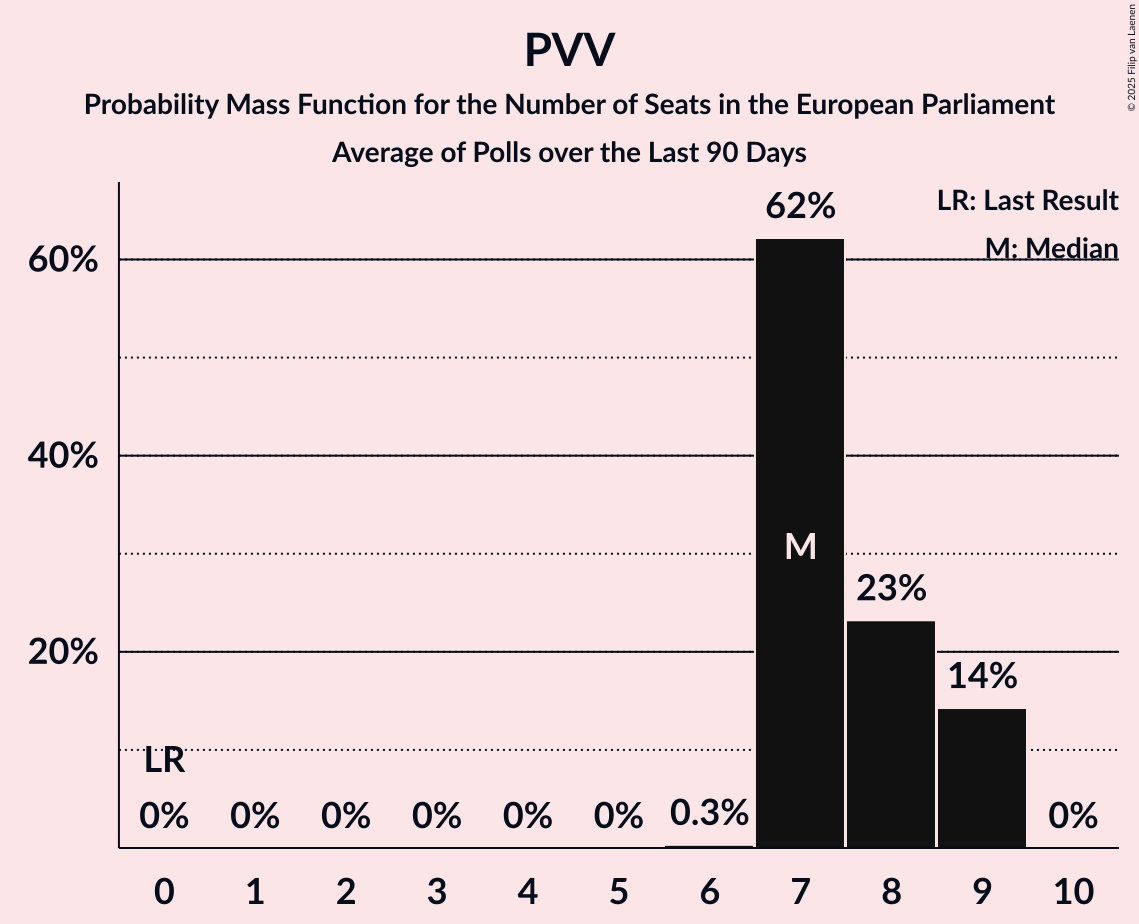 PVV
Probability Mass Function for the Number of Seats in the European Parliament
Average of Polls over the Last 90 Days
© 2025 Filip van Laenen
LR: Last Result
M: Median
62%
60%
40%
M
23%
20%
14%
LR
0% 0% 0% 0% 0% 0% 0.3% 0%
0 1 2 3 4 5 6 7 8 9 10